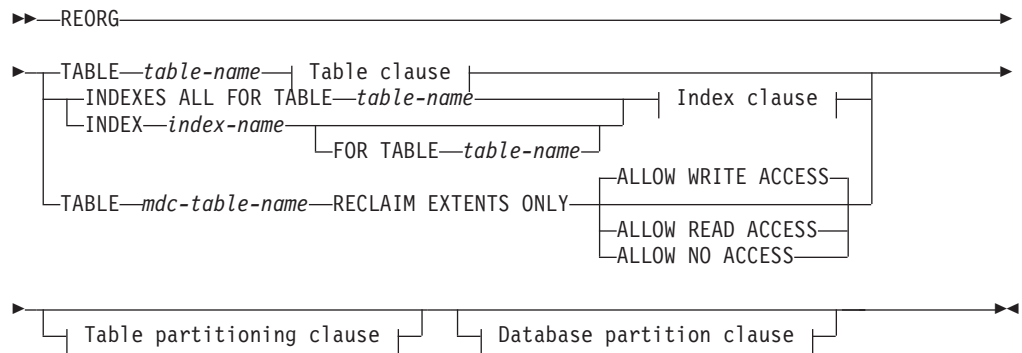 REORG
TABLE table-name Table clause
INDEXES ALL FOR TABLE table-name Index clause
INDEX index-name
FOR TABLE table-name
ALLOW WRITE ACCESS
TABLE mdc-table-name RECLAIM EXTENTS ONLY
ALLOW READ ACCESS
ALLOW NO ACCESS
Table partitioning clause Database partition clause